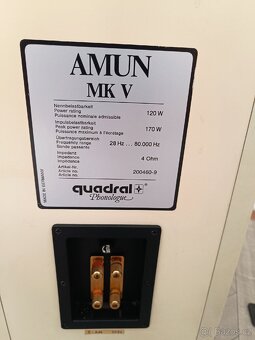 AMUN
MK V
Nennbelastbarkeit
Power rating
Puissance nominale admissible
120 W
Impulsbelastbarkeit
Peak power rating
Puissance maximum à l'écrêtage
170 W
Übertragungsbereich
Frequency range
Bande passante
28 Hz ... 80.000 Hz
Impedanz
Impedance
Impedance
4 Ohm
Artikel-Nr.
Article no.
Article no.
200460-9
MADE IN GERMANY
quadral
Phonologue